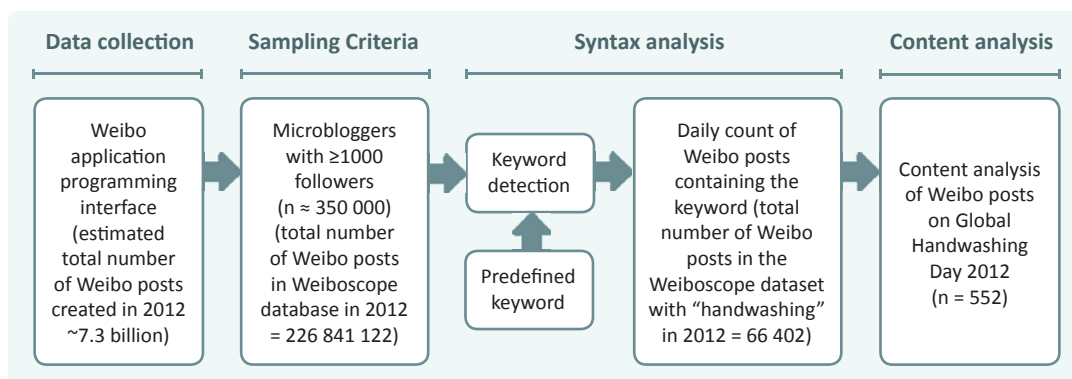 Data collection
Sampling Criteria
Syntax analysis
Content analysis
Weibo
application
programming
interface
(estimated
total number
of Weibo posts
created in 2012
~7.3 billion)
Microbloggers
with ≥1000
followers
(n ≈ 350 000)
(total number
of Weibo posts
in Weiboscope
database in 2012
= 226 841 122)
Keyword
detection
Predefined
keyword
Daily count of
Weibo posts
containing the
keyword (total
number of Weibo
posts in the
Weiboscope dataset
with “handwashing”
in 2012 = 66 402)
Content analysis
of Weibo posts
on Global
Handwashing
Day 2012
(n = 552)